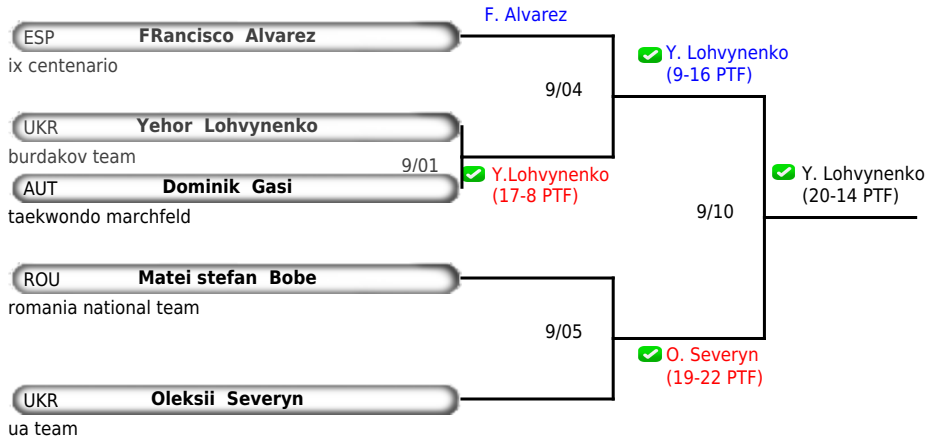 F. Alvarez
ESP FRancisco Alvarez
ix centenario
Y. Lohvynenko
(9-16 PTF)
9/04
UKR Yehor Lohvynenko
burdakov team
9/01
AUT Dominik Gasi
taekwondo marchfeld
Y.Lohvynenko
(17-8 PTF)
Y. Lohvynenko
(20-14 PTF)
9/10
ROU Matei stefan Bobe
romania national team
9/05
O. Severyn
(19-22 PTF)
UKR Oleksii Severyn
ua team